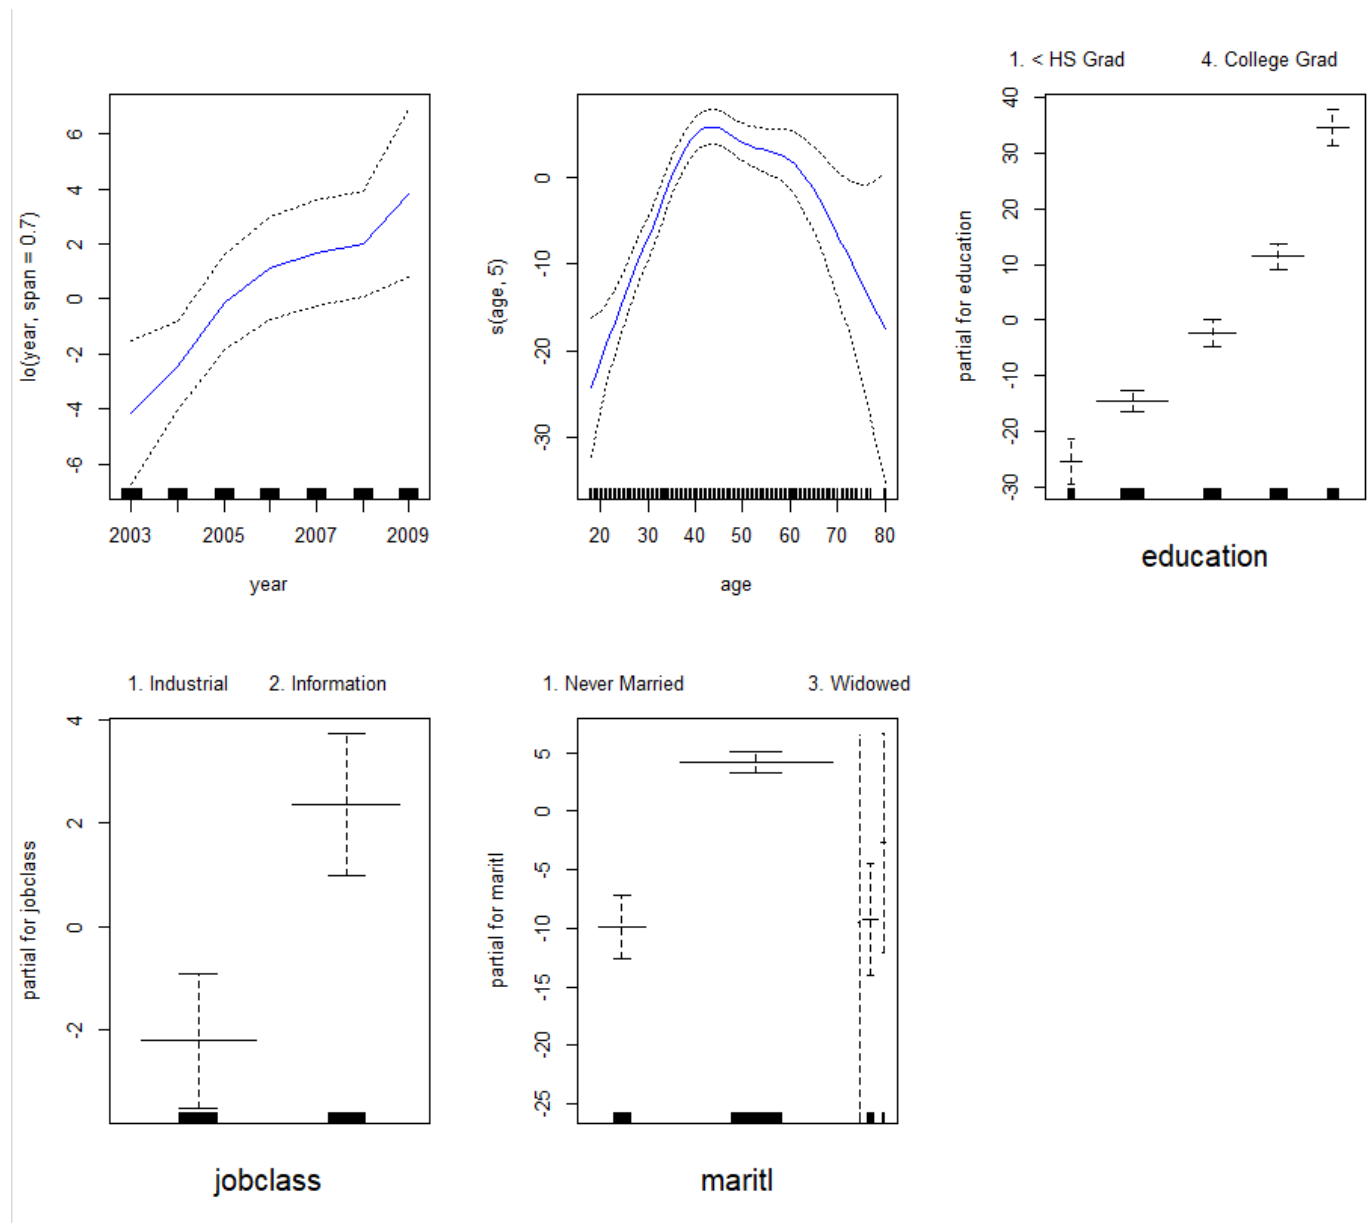 lo(year, span = 0.7)
6
4
2
0
-2
-4
-6
2003 2005 2007 2009
year
s(age, 5)
0
-10
-20
-30
20 30 40 50 60 70 80
age
1. < HS Grad 4. College Grad
partial for education
40
30
20
10
0
-10
-20
-30
education
1. Industrial 2. Information
partial for jobclass
4
2
0
-2
jobclass
1. Never Married 3. Widowed
partial for maritl
5
0
-5
-10
-15
-20
-25
maritl